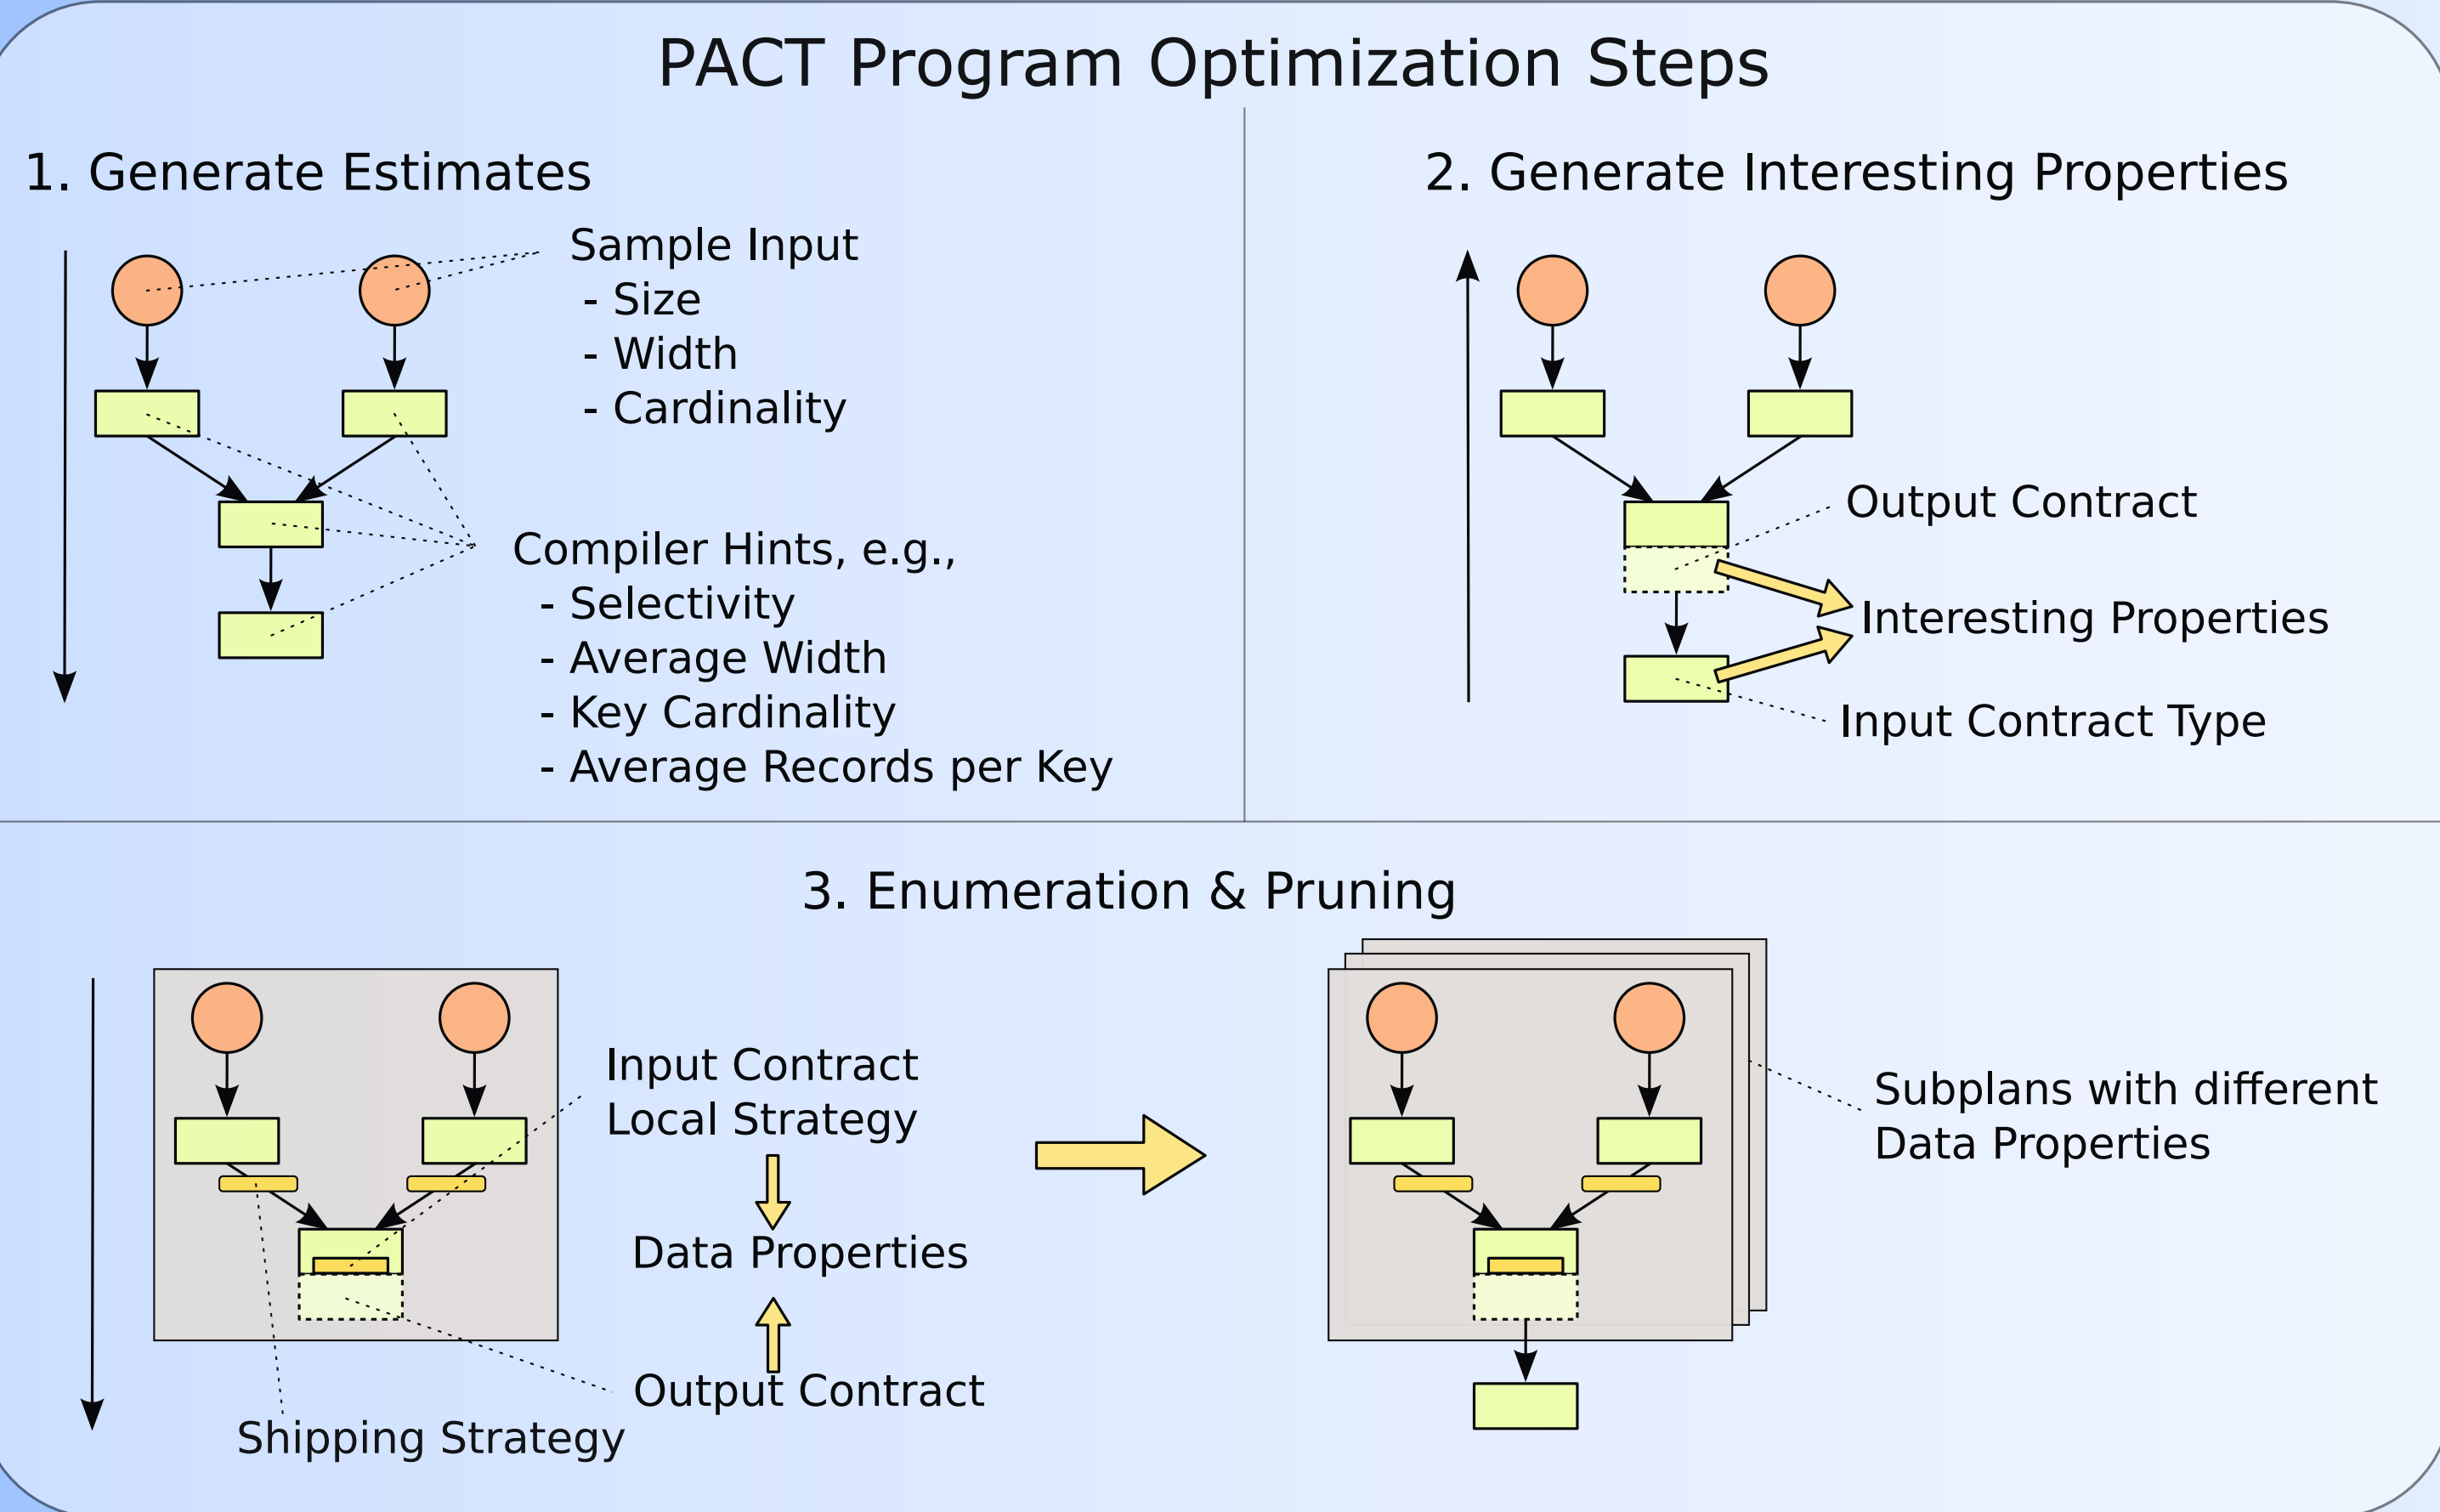 PACT Program Optimization Steps
1. Generate Estimates
Sample Input
- Size
- Width
- Cardinality
Compiler Hints, e.g.,
- Selectivity
- Average Width
- Key Cardinality
- Average Records per Key
2. Generate Interesting Properties
Output Contract
Interesting Properties
Input Contract Type
3. Enumeration & Pruning
Input Contract
Local Strategy
Data Properties
Output Contract
Shipping Strategy
Subplans with different
Data Properties